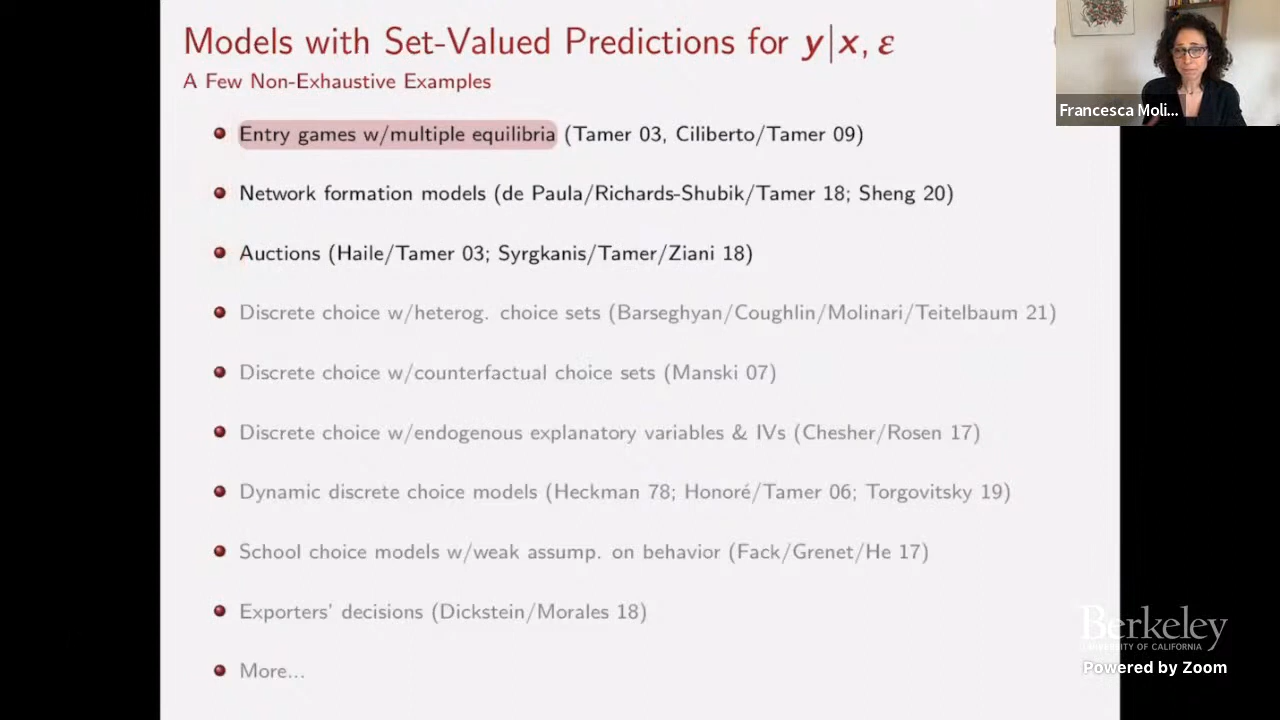 Models with Set-Valued Predictions for y|x, ε
A Few Non-Exhaustive Examples
Francesca Moli...
Entry games w/multiple equilibria (Tamer 03, Ciliberto/Tamer 09)
Network formation models (de Paula/Richards-Shubik/Tamer 18; Sheng 20)
Auctions (Haile/Tamer 03; Syrgkanis/Tamer/Ziani 18)
Discrete choice w/heterog. choice sets (Barseghyan/Coughlin/Molinari/Teitelbaum 21)
Discrete choice w/counterfactual choice sets (Manski 07)
Discrete choice w/endogenous explanatory variables & IVs (Chesher/Rosen 17)
Dynamic discrete choice models (Heckman 78; Honoré/Tamer 06; Torgovitsky 19)
School choice models w/weak assump. on behavior (Fack/Grenet/He 17)
Exporters' decisions (Dickstein/Morales 18)
More...
Berkeley
UNIVERSITY OF CALIFORNIA
Powered by Zoom